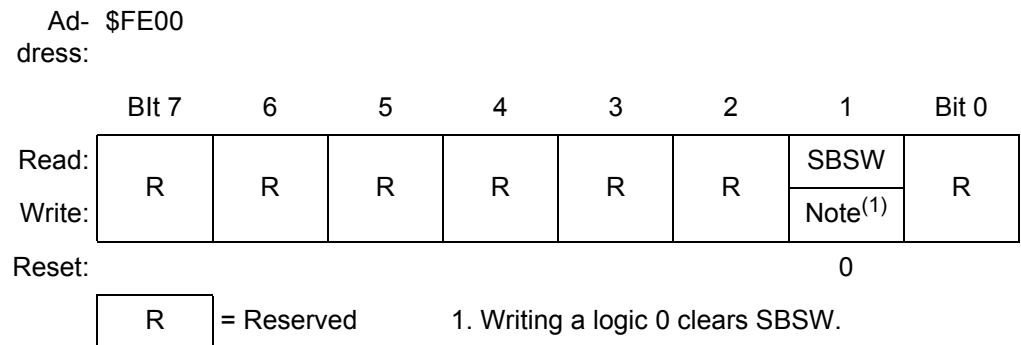 Ad- $FE00
dress:
BIt 7 6 5 4 3 2 1 Bit 0
Read: R R R R R R SBSW R
Write: Note(1)
Reset: 0
R = Reserved 1. Writing a logic 0 clears SBSW.